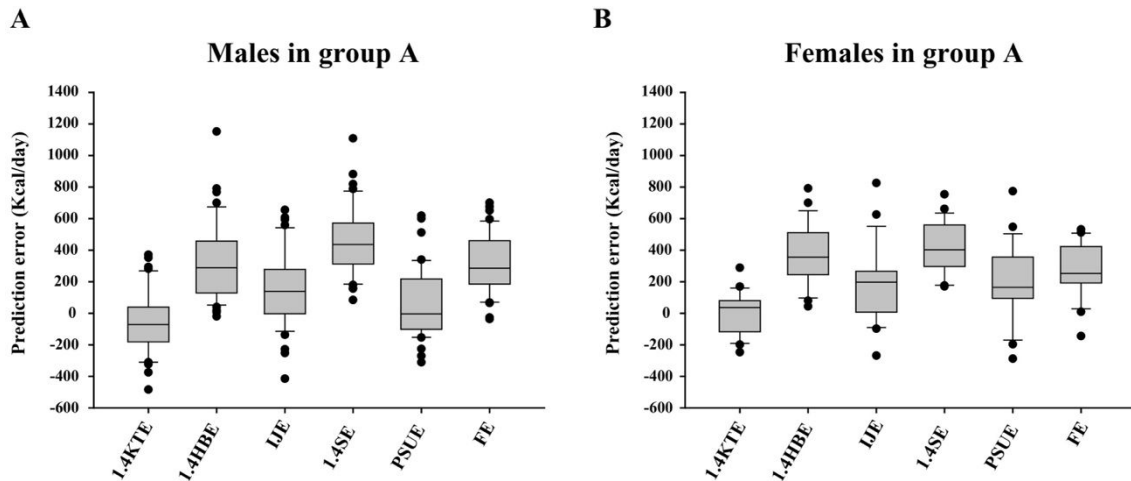 A
Males in group A
Prediction error (Kcal/day)
1400
1200
1000
800
600
400
200
0
-200
-400
-600
1.4KTE
1.4HBE
IJE
1.4SE
PSUE
FE
B
Females in group A
Prediction error (Kcal/day)
1400
1200
1000
800
600
400
200
0
-200
-400
-600
1.4KTE
1.4HBE
IJE
1.4SE
PSUE
FE